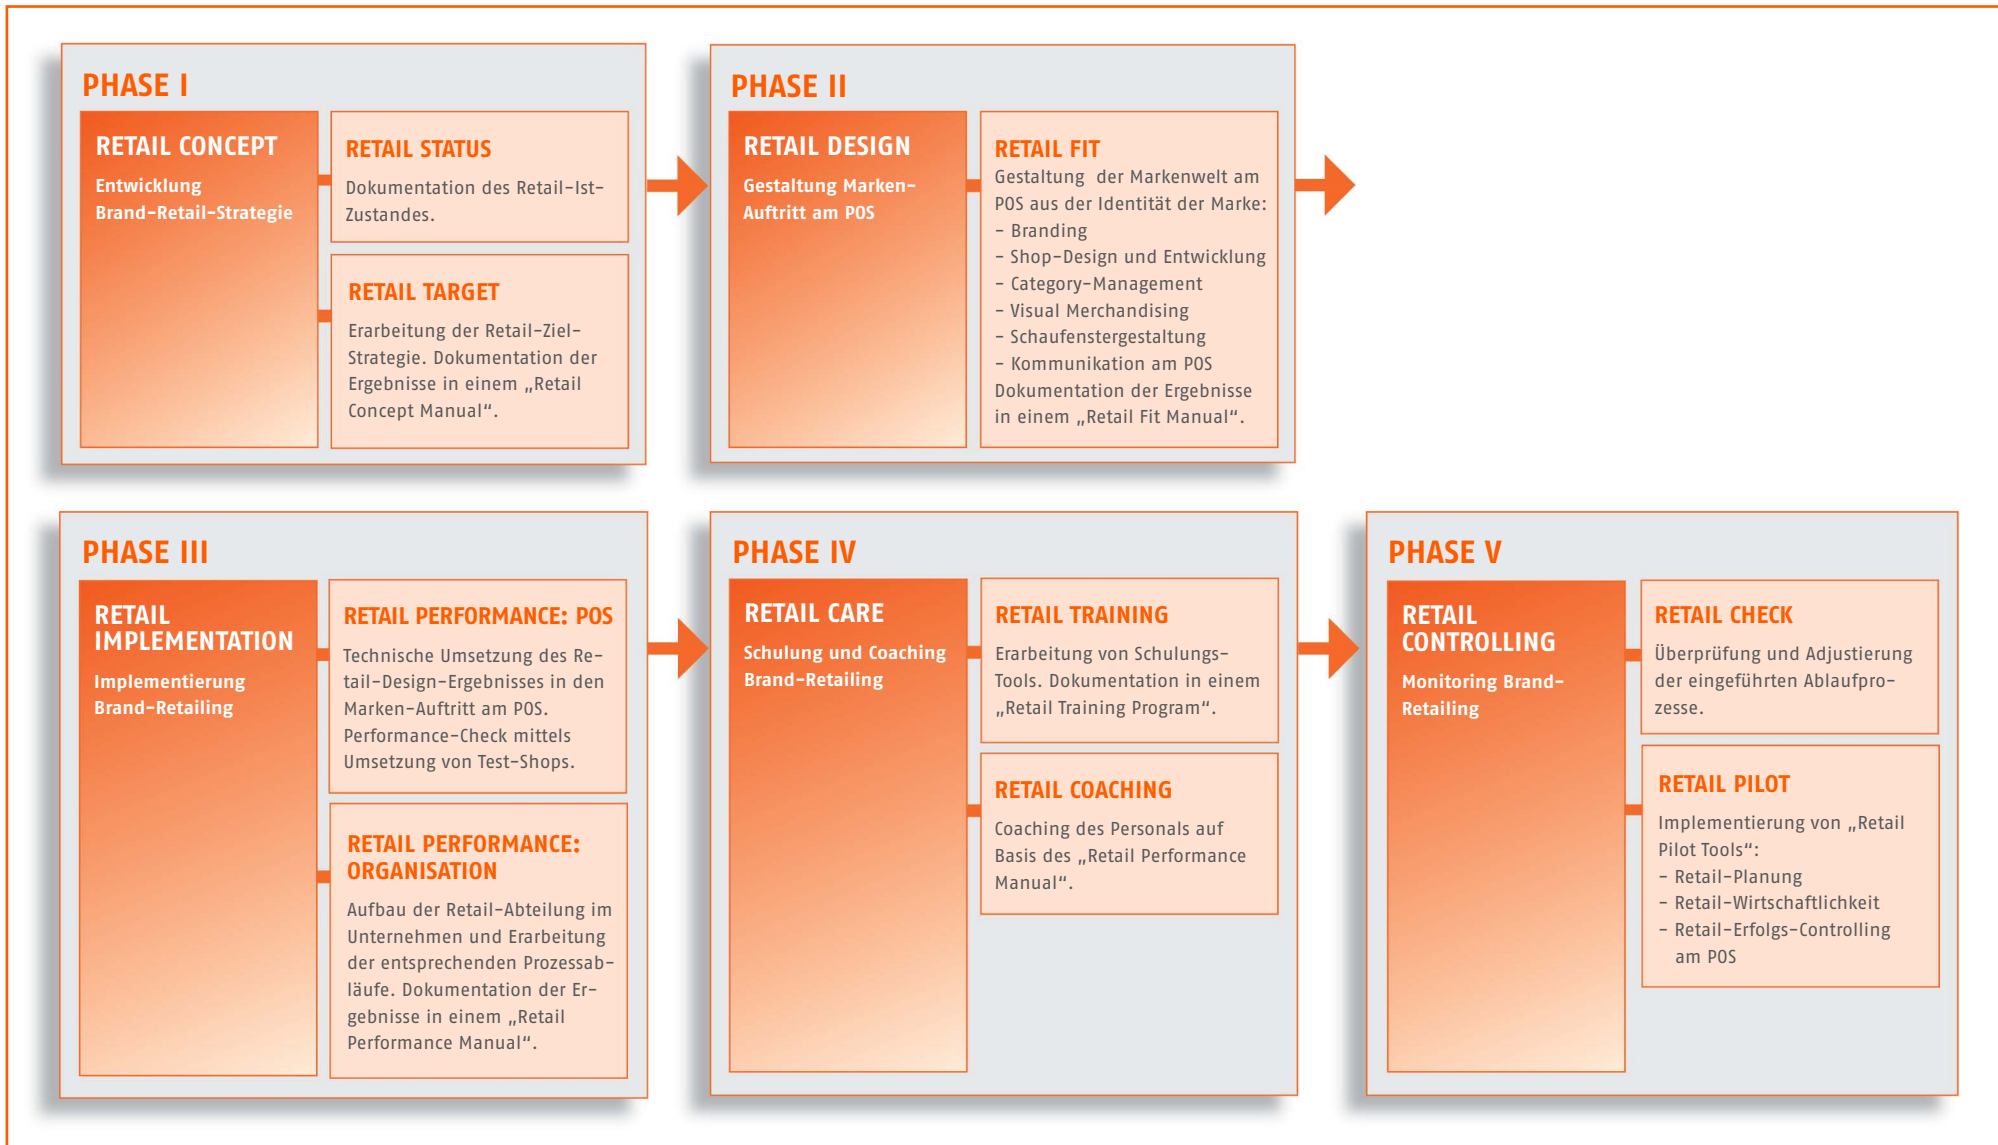 PHASE I
RETAIL CONCEPT
Entwicklung
Brand-Retail-Strategie
RETAIL STATUS
Dokumentation des Retail-Ist-
Zustandes.
RETAIL TARGET
Erarbeitung der Retail-Ziel-
Strategie. Dokumentation der
Ergebnisse in einem „Retail
Concept Manual“.
PHASE II
RETAIL DESIGN
Gestaltung Marken-
Auftritt am POS
RETAIL FIT
Gestaltung der Markenwelt am
POS aus der Identität der Marke:
- Branding
- Shop-Design und Entwicklung
- Category-Management
- Visual Merchandising
- Schaufenstergestaltung
- Kommunikation am POS
Dokumentation der Ergebnisse
in einem „Retail Fit Manual“.
PHASE III
RETAIL
IMPLEMENTATION
Implementierung
Brand-Retailing
RETAIL PERFORMANCE: POS
Technische Umsetzung des Re-
tail-Design-Ergebnisses in den
Marken-Auftritt am POS.
Performance-Check mittels
Umsetzung von Test-Shops.
RETAIL PERFORMANCE:
ORGANISATION
Aufbau der Retail-Abteilung im
Unternehmen und Erarbeitung
der entsprechenden Prozessab-
läufe. Dokumentation der Er-
gebnisse in einem „Retail
Performance Manual“.
PHASE IV
RETAIL CARE
Schulung und Coaching
Brand-Retailing
RETAIL TRAINING
Erarbeitung von Schulungs-
Tools. Dokumentation in einem
„Retail Training Program“.
RETAIL COACHING
Coaching des Personals auf
Basis des „Retail Performance
Manual“.
PHASE V
RETAIL
CONTROLLING
Monitoring Brand-
Retailing
RETAIL CHECK
Überprüfung und Adjustierung
der eingeführten Ablaufpro-
zesse.
RETAIL PILOT
Implementierung von „Retail
Pilot Tools“:
- Retail-Planung
- Retail-Wirtschaftlichkeit
- Retail-Erfolgs-Controlling
am POS